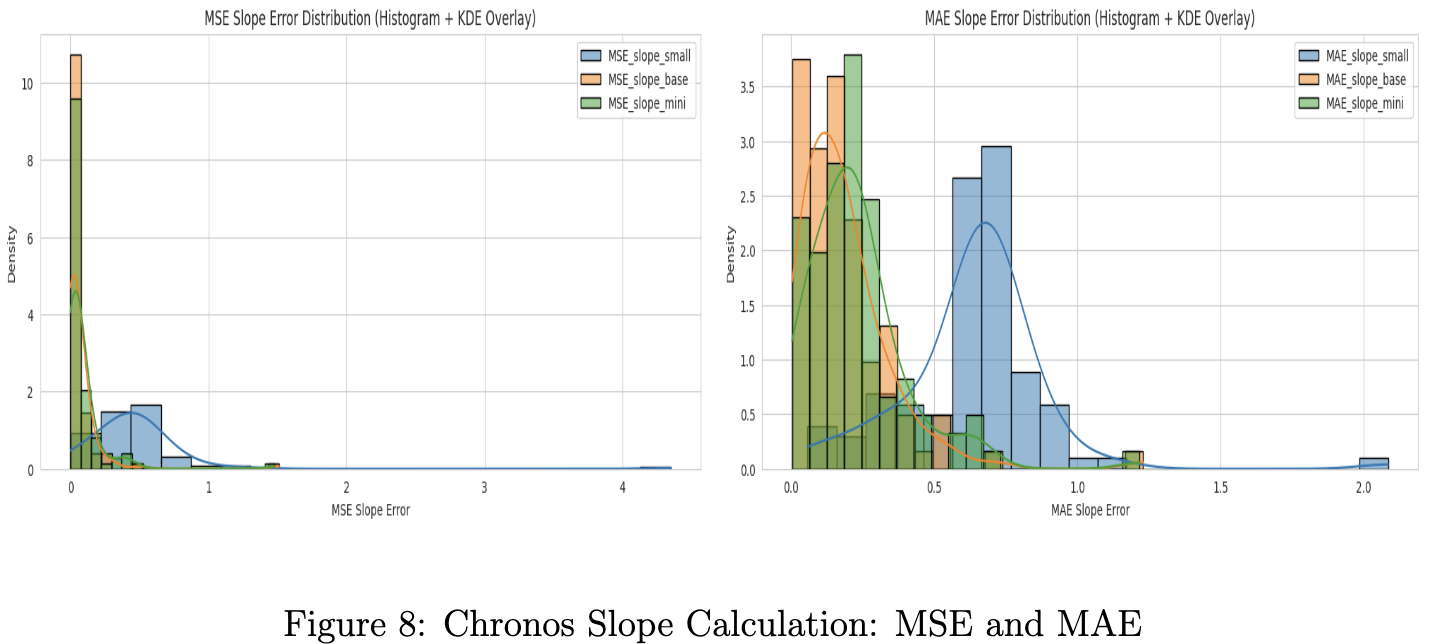 MSE Slope Error Distribution (Histogram + KDE Overlay)
MSE_slope_small
MSE_slope_base
MSE_slope_mini
Density
10
8
6
4
2
0
0 1 2 3 4
MSE Slope Error
MAE Slope Error Distribution (Histogram + KDE Overlay)
MAE_slope_small
MAE_slope_base
MAE_slope_mini
Density
3.5
3.0
2.5
2.0
1.5
1.0
0.5
0.0
0.0 0.5 1.0 1.5 2.0
MAE Slope Error
Figure 8: Chronos Slope Calculation: MSE and MAE